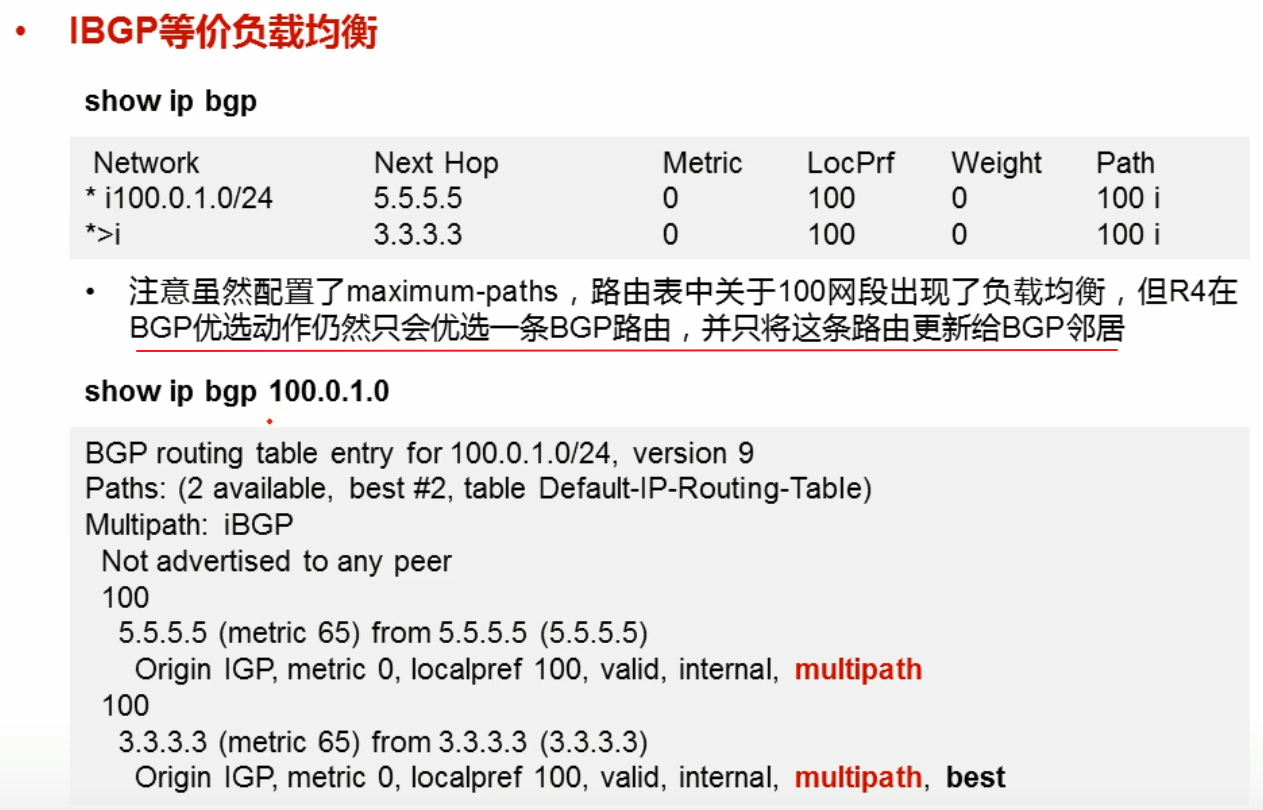 • IBGP等价负载均衡
show ip bgp
Network Next Hop Metric LocPrf Weight Path
* i100.0.1.0/24 5.5.5.5 0 100 0 100 i
*>i 3.3.3.3 0 100 0 100 i
• 注意虽然配置了maximum-paths，路由表中关于100网段出现了负载均衡，但R4在
BGP优选动作仍然只会优选一条BGP路由，并只将这条路由更新给BGP邻居
show ip bgp 100.0.1.0
BGP routing table entry for 100.0.1.0/24, version 9
Paths: (2 available, best #2, table Default-IP-Routing-Table)
Multipath: iBGP
Not advertised to any peer
100
5.5.5.5 (metric 65) from 5.5.5.5 (5.5.5.5)
Origin IGP, metric 0, localpref 100, valid, internal, multipath
100
3.3.3.3 (metric 65) from 3.3.3.3 (3.3.3.3)
Origin IGP, metric 0, localpref 100, valid, internal, multipath, best